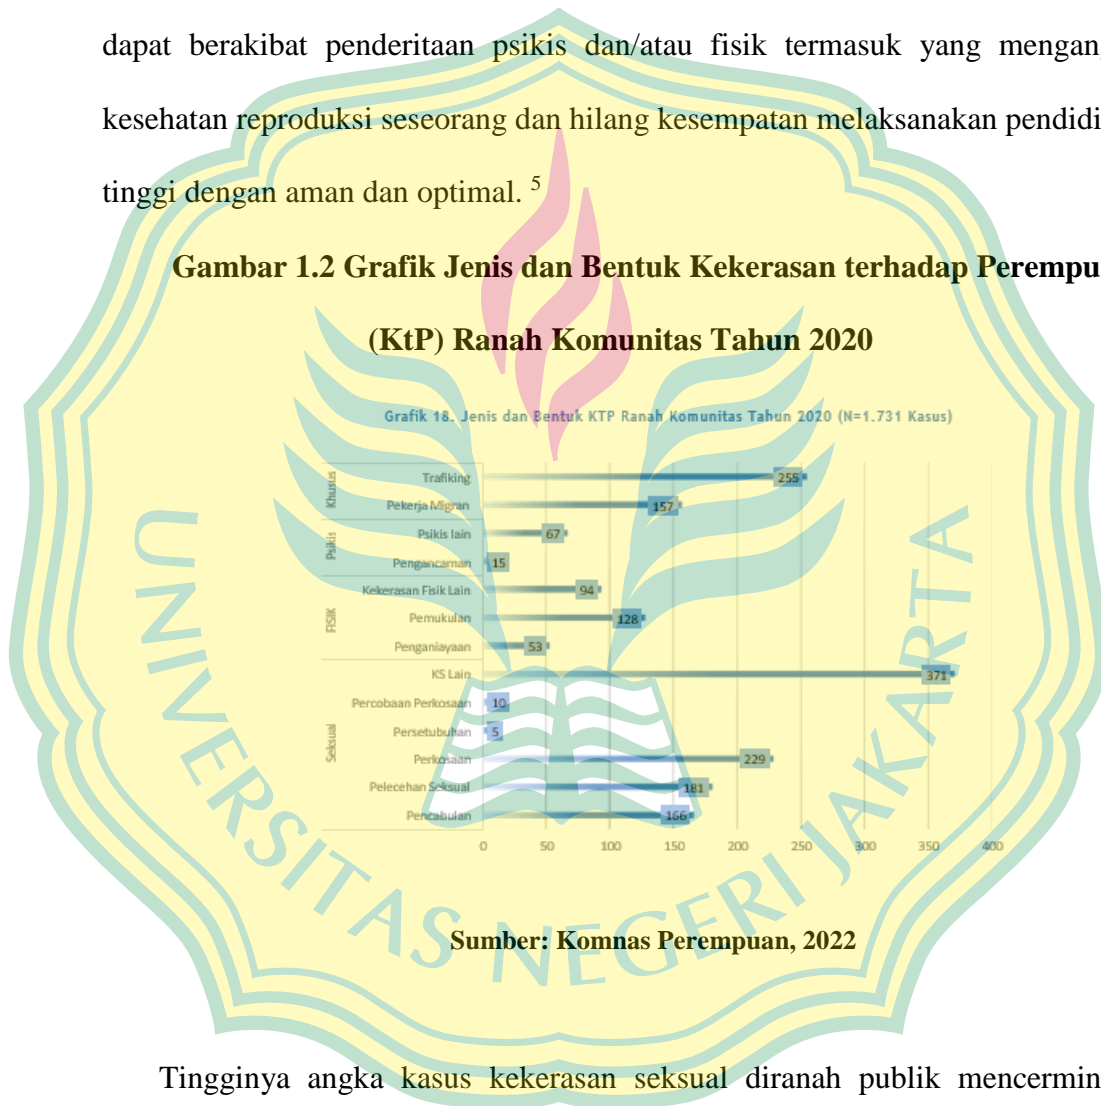 dapat berakibat penderitaan psikis dan/atau fisik termasuk yang mengan
kesehatan reproduksi seseorang dan hilang kesempatan melaksanakan pendidi
tinggi dengan aman dan optimal. 5
Gambar 1.2 Grafik Jenis dan Bentuk Kekerasan terhadap Perempu
(KtP) Ranah Komunitas Tahun 2020
Grafik 18. Jenis dan Bentuk KTP Ranah Komunitas Tahun 2020 (N=1.731 Kasus)
Khusus
Trafiking 255
Pekerja Migran 157
Psikis
Psikis lain 67
Pengancaman 15
FISIK
Kekerasan Fisik Lain 94
Pemukulan 128
Penganiayaan 53
Seksual
KS Lain 371
Percobaan Perkosaan 10
Persetubuhan 5
Perkosaan 229
Pelecehan Seksual 181
Pencabulan 166
0 50 100 150 200 250 300 350 400
Sumber: Komnas Perempuan, 2022
Tingginya angka kasus kekerasan seksual diranah publik mencermin
UNIVERSITAS NEGERI JAKARTA